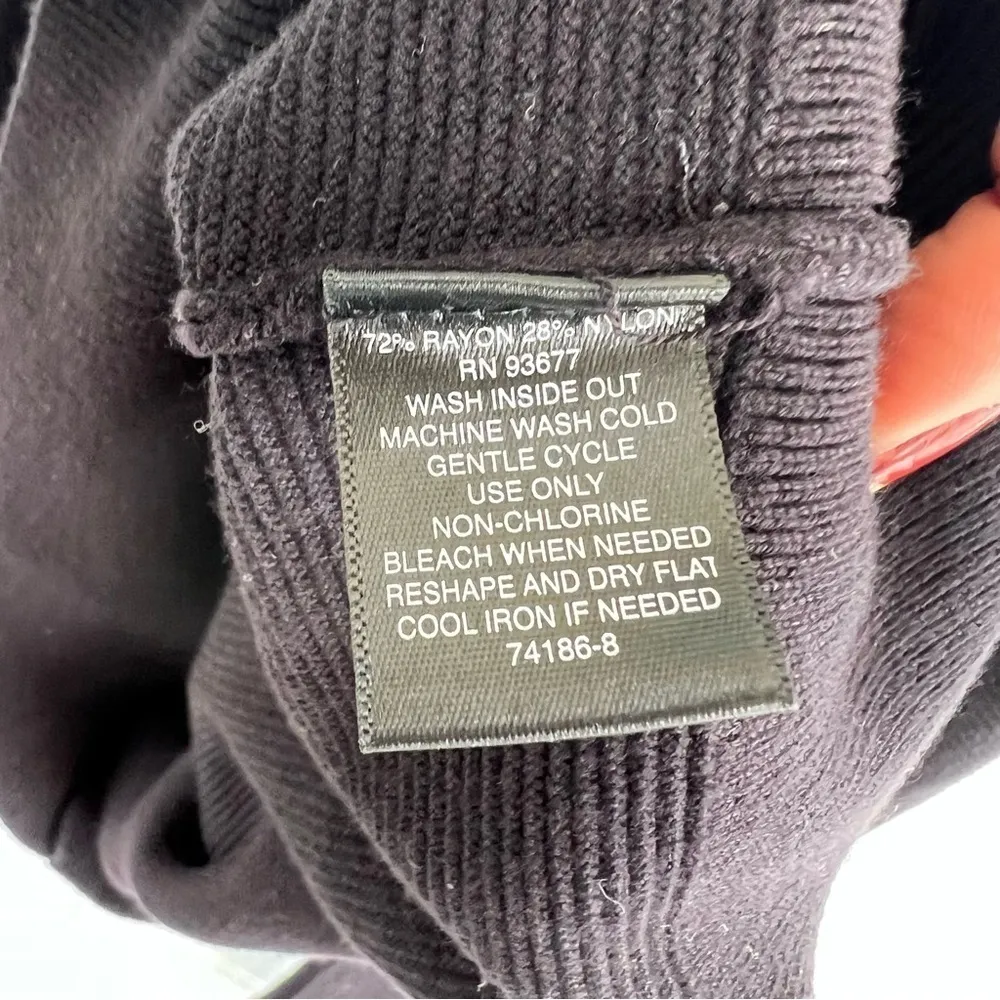 72% RAYON 28% NYLON
RN 93677
WASH INSIDE OUT
MACHINE WASH COLD
GENTLE CYCLE
USE ONLY
NON-CHLORINE
BLEACH WHEN NEEDED
RESHAPE AND DRY FLAT
COOL IRON IF NEEDED
74186-8